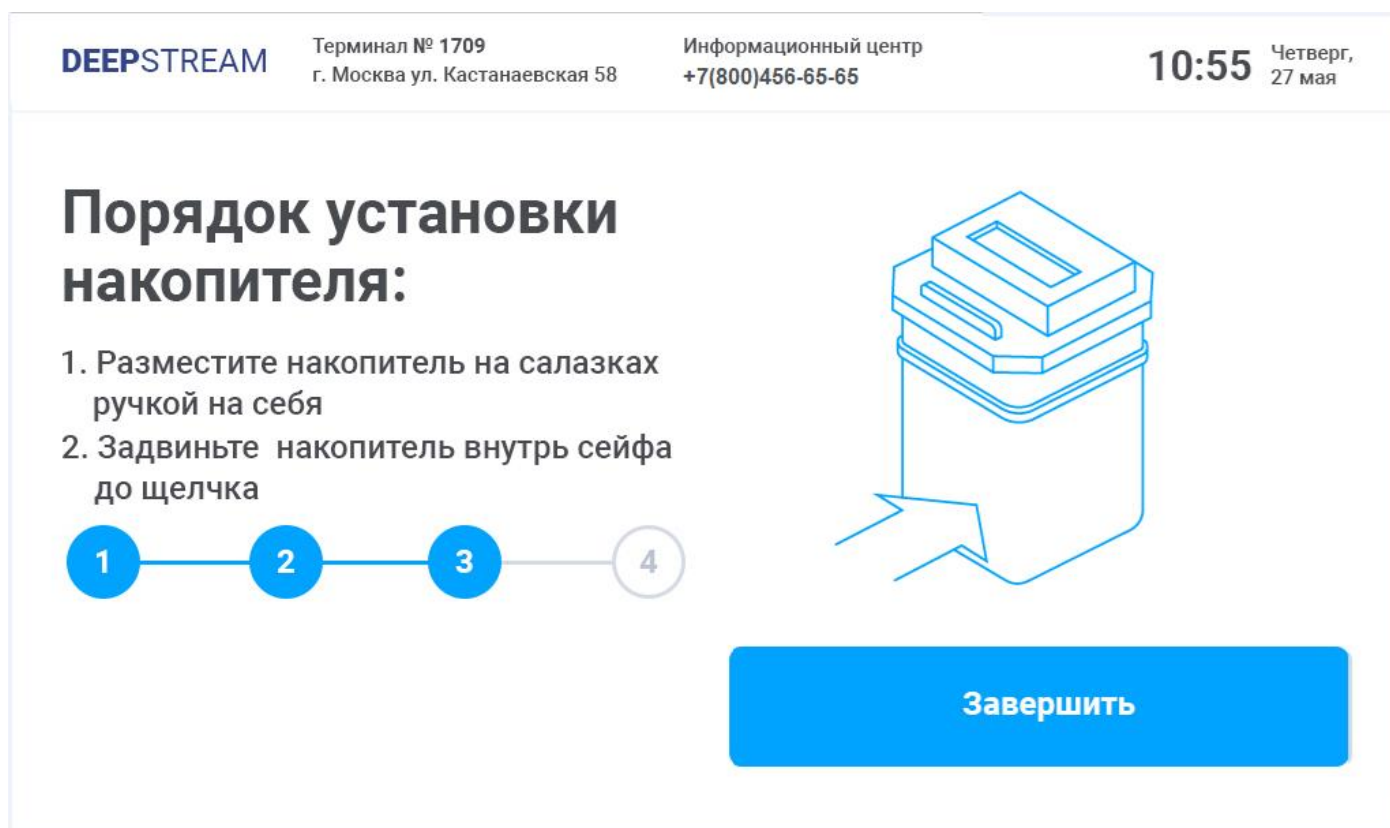 DEEPSTREAM
Терминал № 1709
г. Москва ул. Кастанаевская 58
Информационный центр
+7(800)456-65-65
10:55
Четверг,
27 мая
Порядок установки
накопителя:
1. Разместите накопитель на салазках
ручкой на себя
2. Задвиньте накопитель внутрь сейфа
до щелчка
1 2 3 4
Завершить